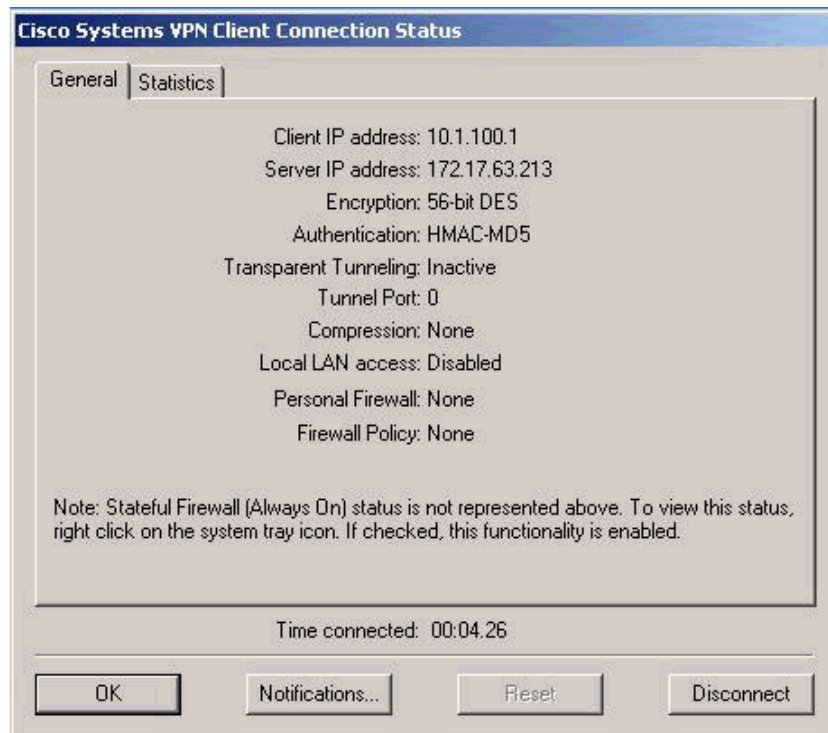 Cisco Systems VPN Client Connection Status
General
Statistics
Client IP address: 10.1.100.1
Server IP address: 172.17.63.213
Encryption: 56-bit DES
Authentication: HMAC-MD5
Transparent Tunneling: Inactive
Tunnel Port: 0
Compression: None
Local LAN access: Disabled
Personal Firewall: None
Firewall Policy: None
Note: Stateful Firewall (Always On) status is not represented above. To view this status,
right click on the system tray icon. If checked, this functionality is enabled.
Time connected: 00:04.26
OK
Notifications...
Reset
Disconnect